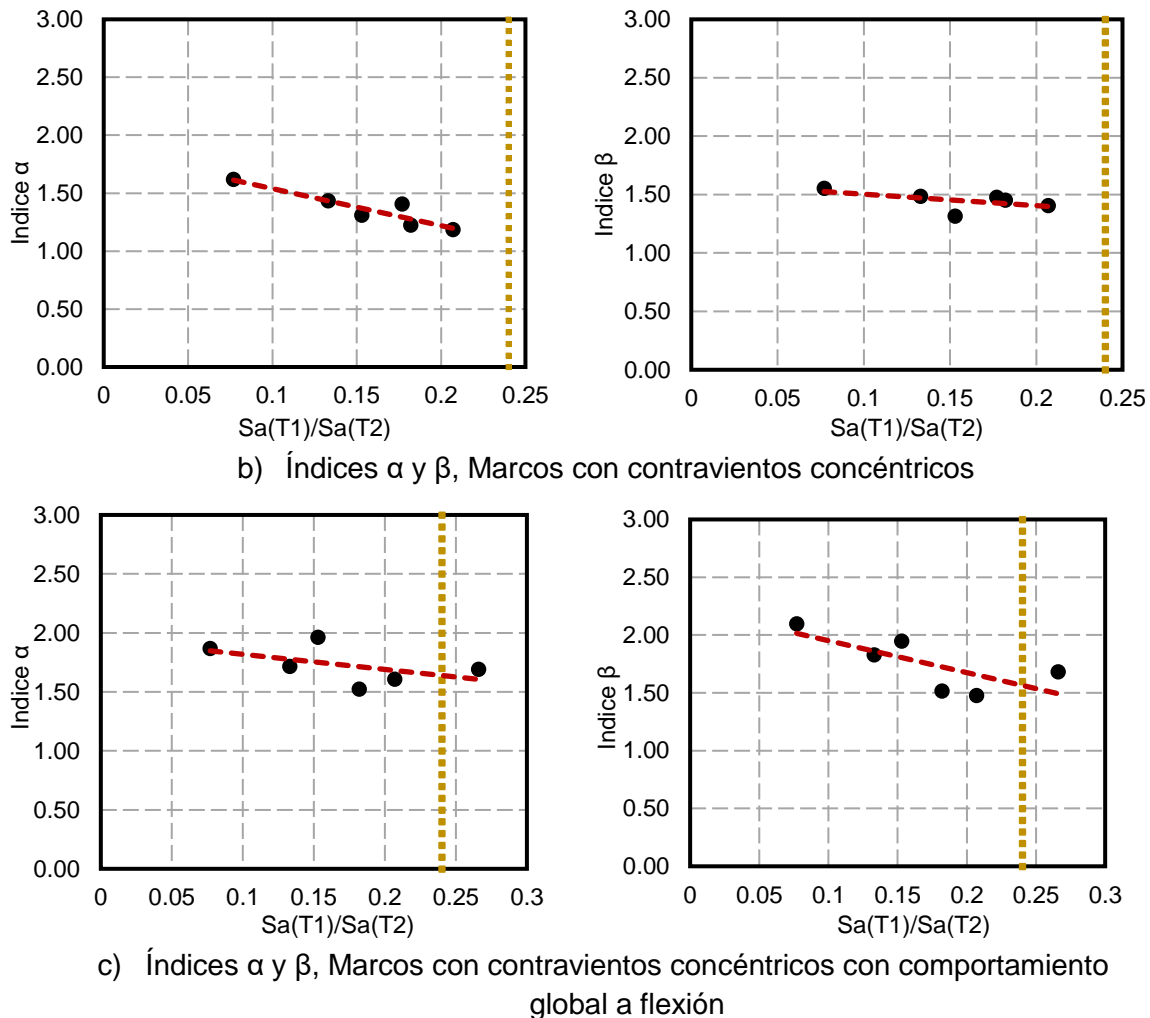 3.00
2.50
2.00
1.50
1.00
0.50
0.00
Indice α
0 0.05 0.1 0.15 0.2 0.25
Sa(T1)/Sa(T2)
3.00
2.50
2.00
1.50
1.00
0.50
0.00
Indice β
0 0.05 0.1 0.15 0.2 0.25
Sa(T1)/Sa(T2)
b) Índices α y β, Marcos con contravientos concéntricos
3.00
2.50
2.00
1.50
1.00
0.50
0.00
Indice α
0 0.05 0.1 0.15 0.2 0.25 0.3
Sa(T1)/Sa(T2)
3.00
2.50
2.00
1.50
1.00
0.50
0.00
Indice β
0 0.05 0.1 0.15 0.2 0.25 0.3
Sa(T1)/Sa(T2)
c) Índices α y β, Marcos con contravientos concéntricos con comportamiento
global a flexión